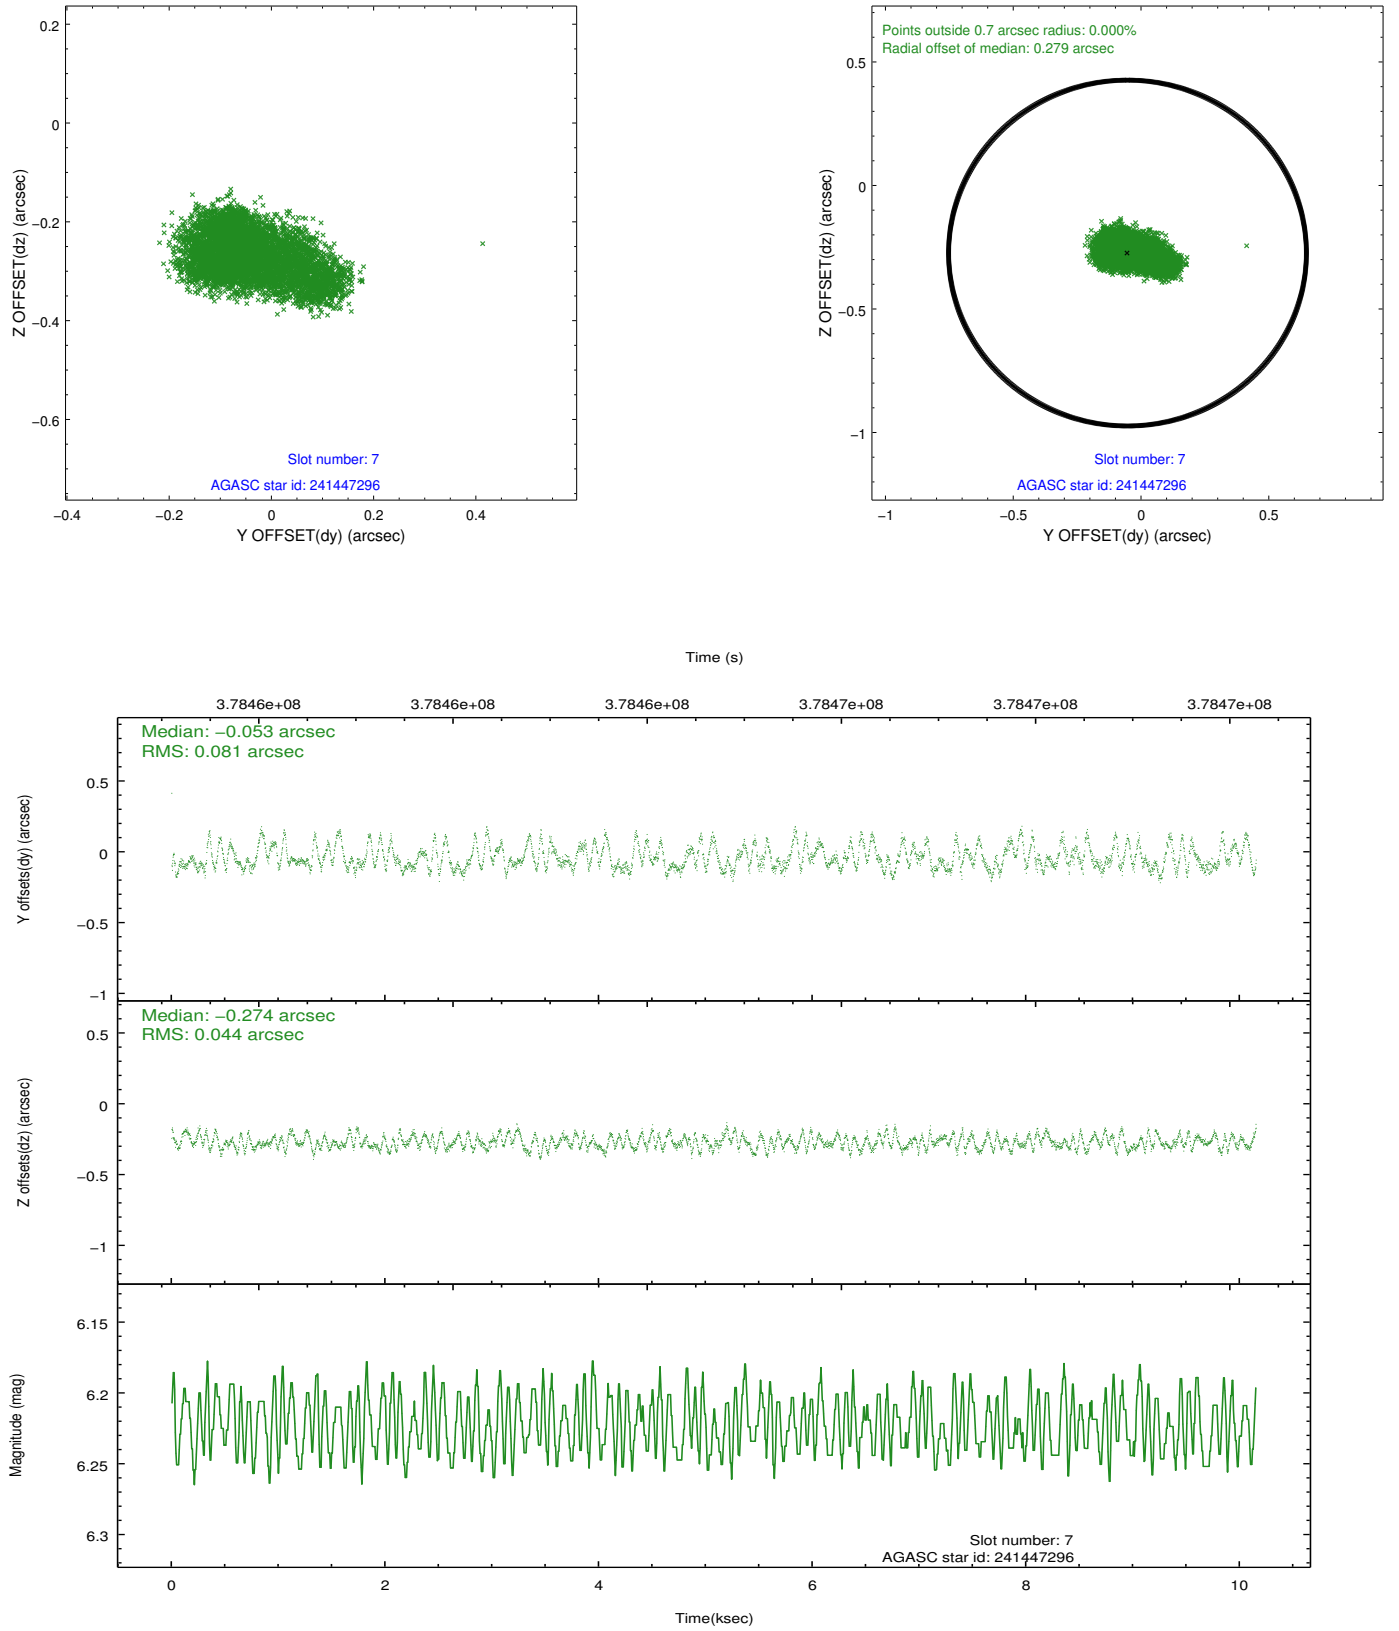 0.2
0
−0.2
−0.4
−0.6
−0.4
−0.2
0
0.2
0.4
Z OFFSET(dz) (arcsec)
Y OFFSET(dy) (arcsec)
Slot number: 7
AGASC star id: 241447296
Points outside 0.7 arcsec radius: 0.000%
Radial offset of median: 0.279 arcsec
0.5
0
−0.5
−1
−1
−0.5
0
0.5
Z OFFSET(dz) (arcsec)
Y OFFSET(dy) (arcsec)
Slot number: 7
AGASC star id: 241447296
Time (s)
3.7846e+08
3.7846e+08
3.7846e+08
3.7847e+08
3.7847e+08
3.7847e+08
Median: −0.053 arcsec
RMS: 0.081 arcsec
0.5
0
−0.5
−1
Y offsets(dy) (arcsec)
Median: −0.274 arcsec
RMS: 0.044 arcsec
0.5
0
−0.5
−1
Z offsets(dz) (arcsec)
6.15
6.2
6.25
6.3
Magnitude (mag)
Slot number: 7
AGASC star id: 241447296
0
2
4
6
8
10
Time(ksec)